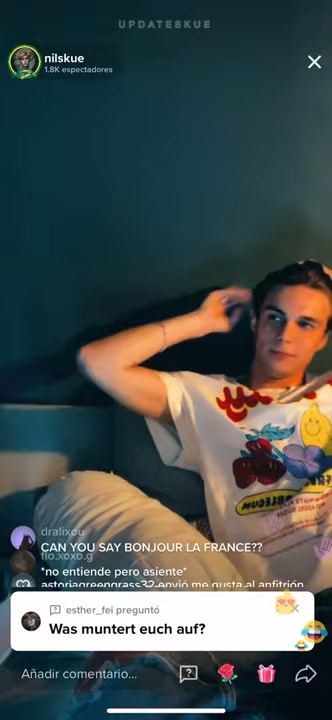 UPDATESKUE
nilskue
1.8K espectadores
dralixou
CAN YOU SAY BONJOUR LA FRANCE??
flo.xoxo.g
*no entiende pero asiente*
astoriagreengrass32 envió me gusta al anfitrión
esther_fei preguntó
Was muntert euch auf?
Añadir comentario...